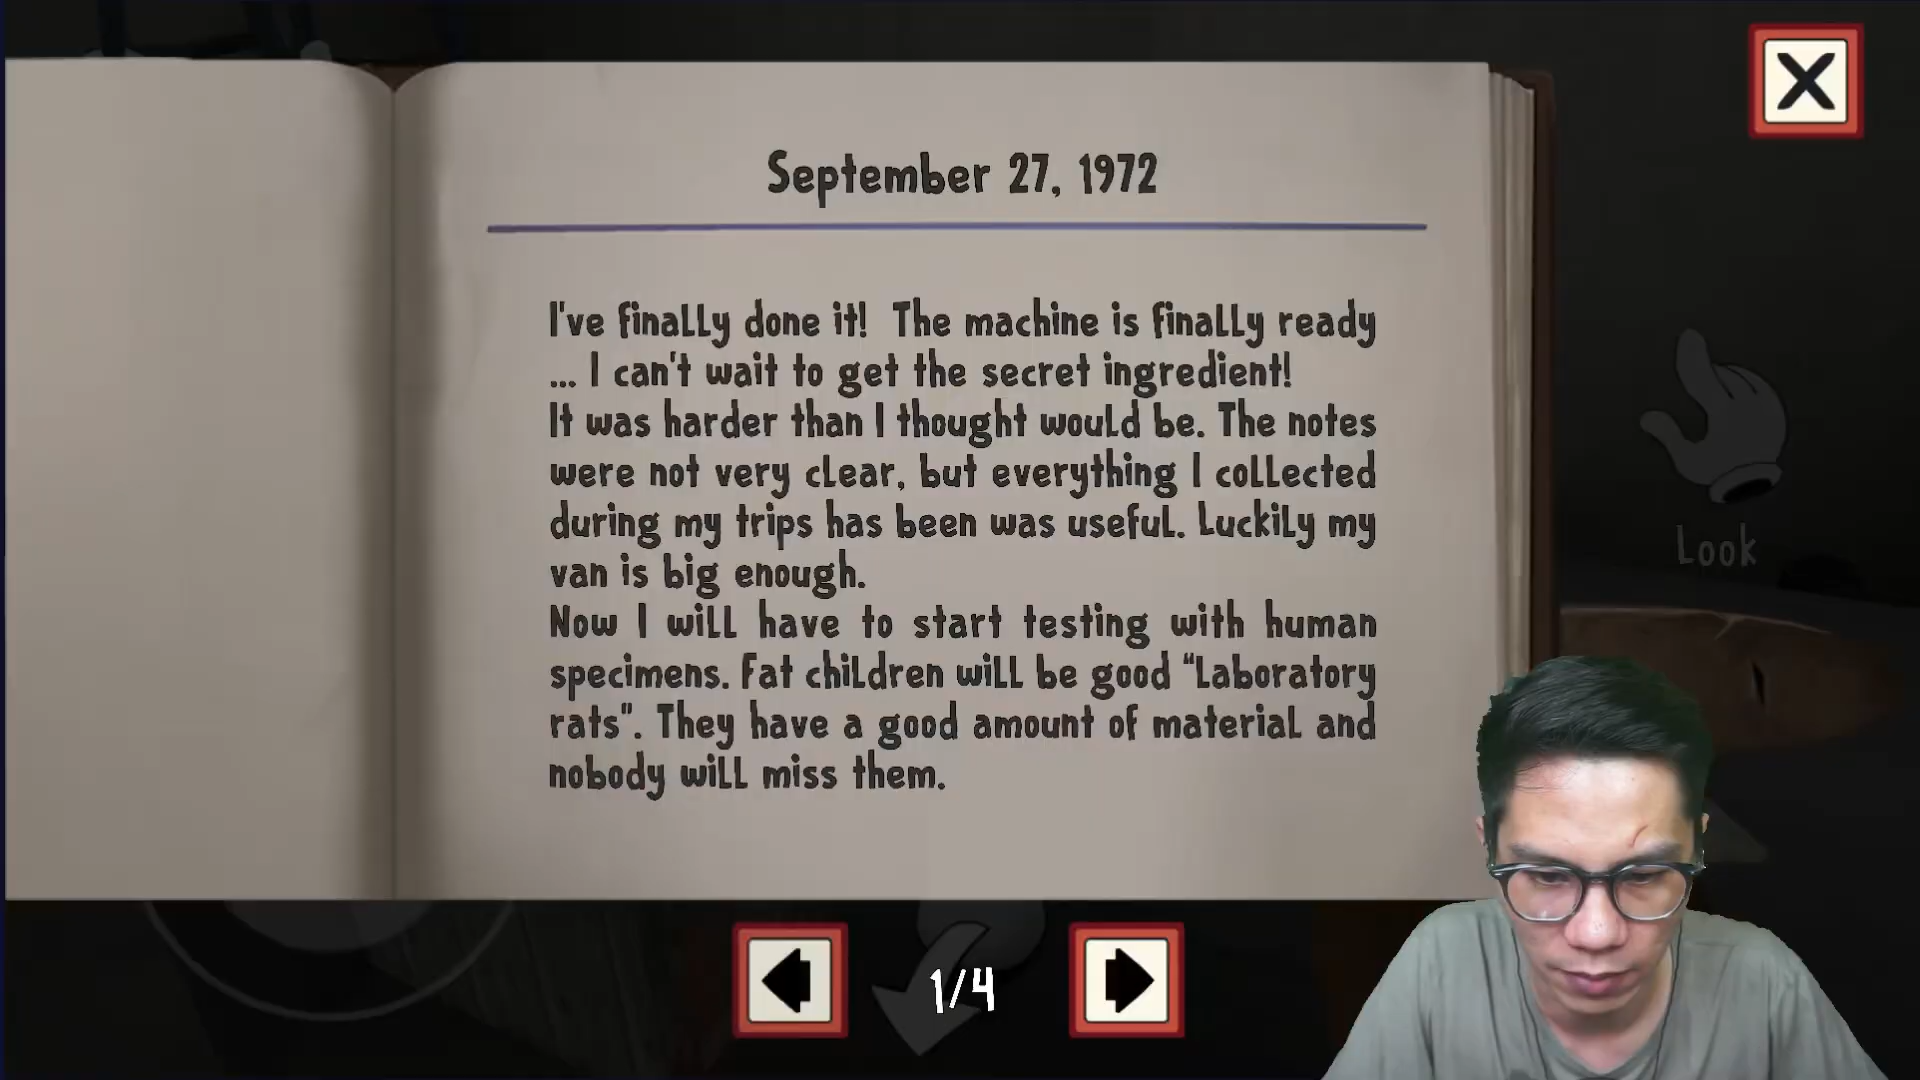 September 27, 1972
I've finally done it! The machine is finally ready
... I can't wait to get the secret ingredient!
It was harder than I thought would be. The notes
were not very clear, but everything I collected
during my trips has been was useful. Luckily my
van is big enough.
Now I will have to start testing with human
specimens. Fat children will be good “Laboratory
rats”. They have a good amount of material and
nobody will miss them.
Look
1/4